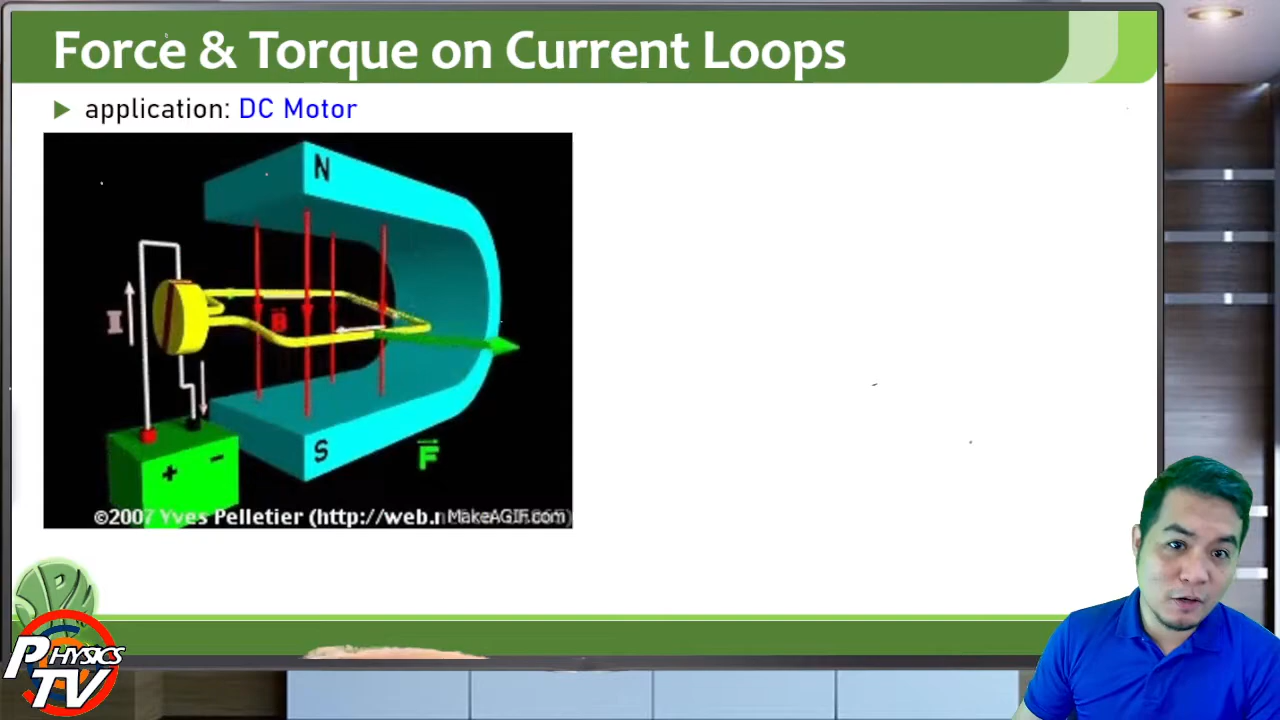 Force & Torque on Current Loops
application: DC Motor
N
I
B
S
F
+ -
©2007 Yves Pelletier (http://web.n MakeAGIF.com
PHYSICS
TV